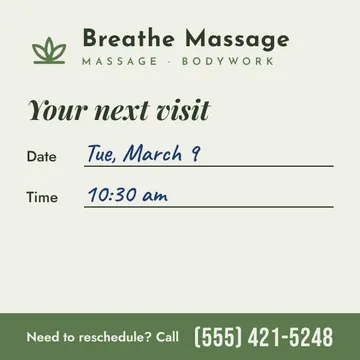 Breathe Massage
MASSAGE · BODYWORK
Your next visit
Date Tue, March 9
Time 10:30 am
Need to reschedule? Call (555) 421-5248